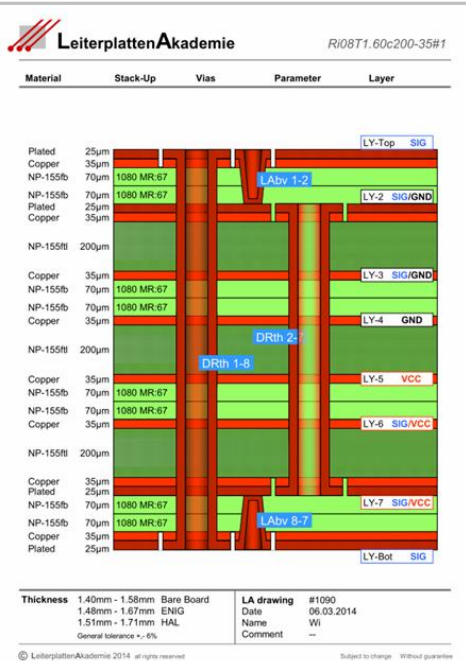 LeiterplattenAkademie
Ri08T1.60c200-35#1
Material Stack-Up Vias Parameter Layer
LY-Top SIG
Plated 25µm
Copper 35µm
NP-155fb 70µm 1080 MR:67
LAbv 1-2
NP-155fb 70µm 1080 MR:67
LY-2 SIG/GND
Plated 25µm
Copper 35µm
NP-155ftl 200µm
Copper 35µm
LY-3 SIG/GND
NP-155fb 70µm 1080 MR:67
NP-155fb 70µm 1080 MR:67
Copper 35µm
LY-4 GND
DRth 2-7
NP-155ftl 200µm
DRth 1-8
Copper 35µm
LY-5 VCC
NP-155fb 70µm 1080 MR:67
NP-155fb 70µm 1080 MR:67
Copper 35µm
LY-6 SIG/VCC
NP-155ftl 200µm
Copper 35µm
Plated 25µm
NP-155fb 70µm 1080 MR:67
LY-7 SIG/VCC
NP-155fb 70µm 1080 MR:67
LAbv 8-7
Copper 35µm
Plated 25µm
LY-Bot SIG
Thickness 1.40mm - 1.58mm Bare Board
1.48mm - 1.67mm ENIG
1.51mm - 1.71mm HAL
General tolerance +,- 6%
LA drawing #1090
Date 06.03.2014
Name Wi
Comment --
© LeiterplattenAkademie 2014 all rights reserved
Subject to change Without guarantee